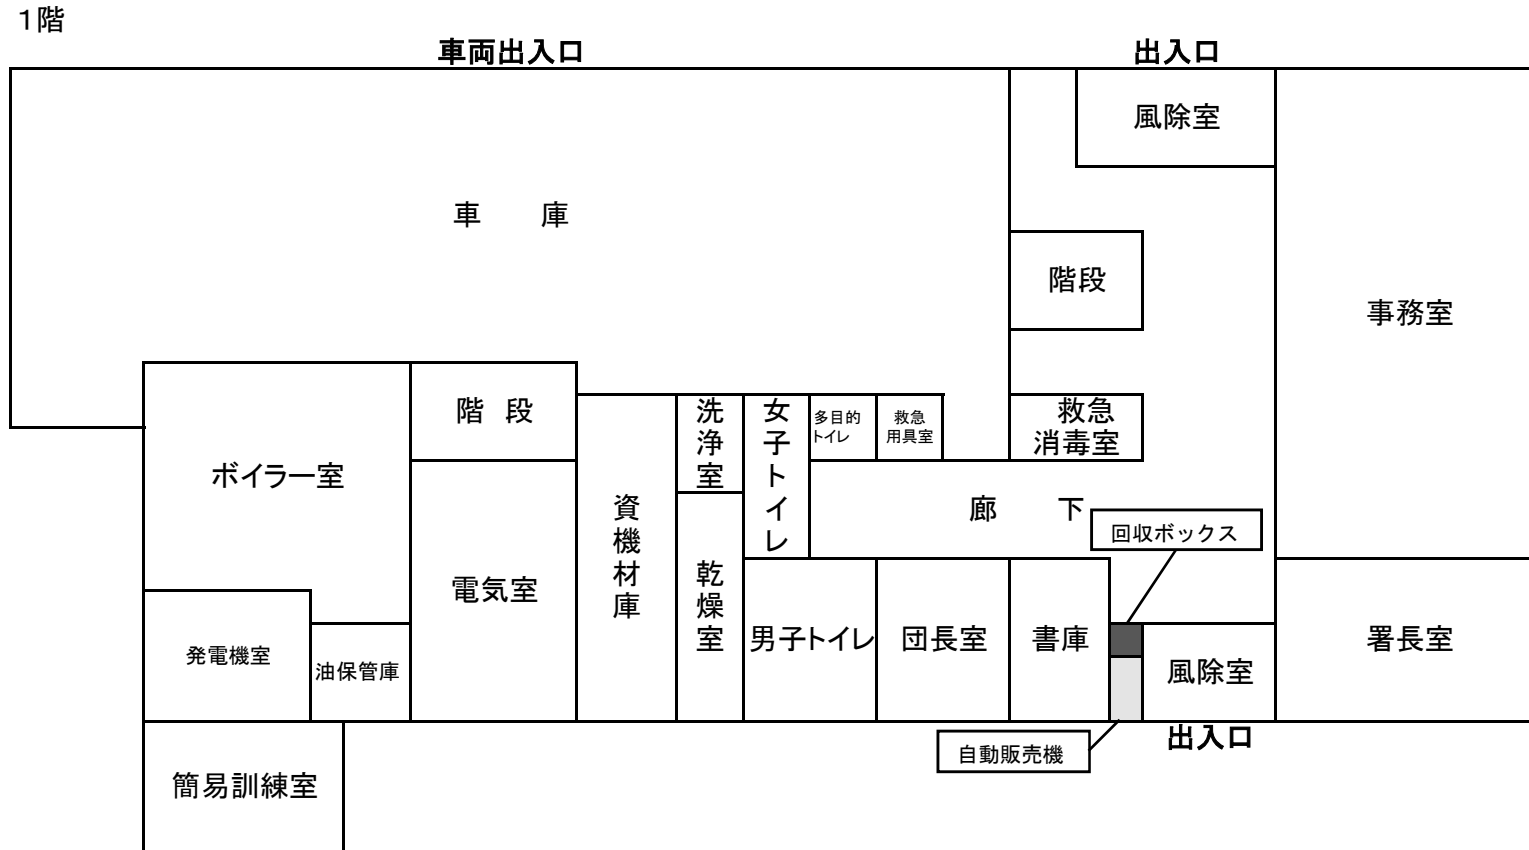 1階
車両出入口
出入口
風除室
車　　庫
階段
事務室
階 段
洗浄室
女子トイレ
多目的
トイレ
救急
用具室
救急
消毒室
ボイラー室
資機材庫
廊　　下
回収ボックス
電気室
乾燥室
男子トイレ
団長室
書庫
署長室
発電機室
油保管庫
風除室
出入口
自動販売機
簡易訓練室